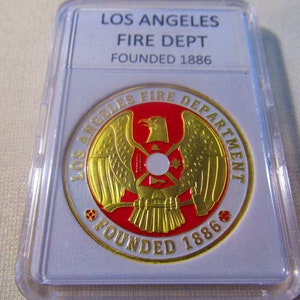 LOS ANGELES
FIRE DEPT
FOUNDED 1886
LOS ANGELES FIRE DEPARTMENT
FOUNDED 1886